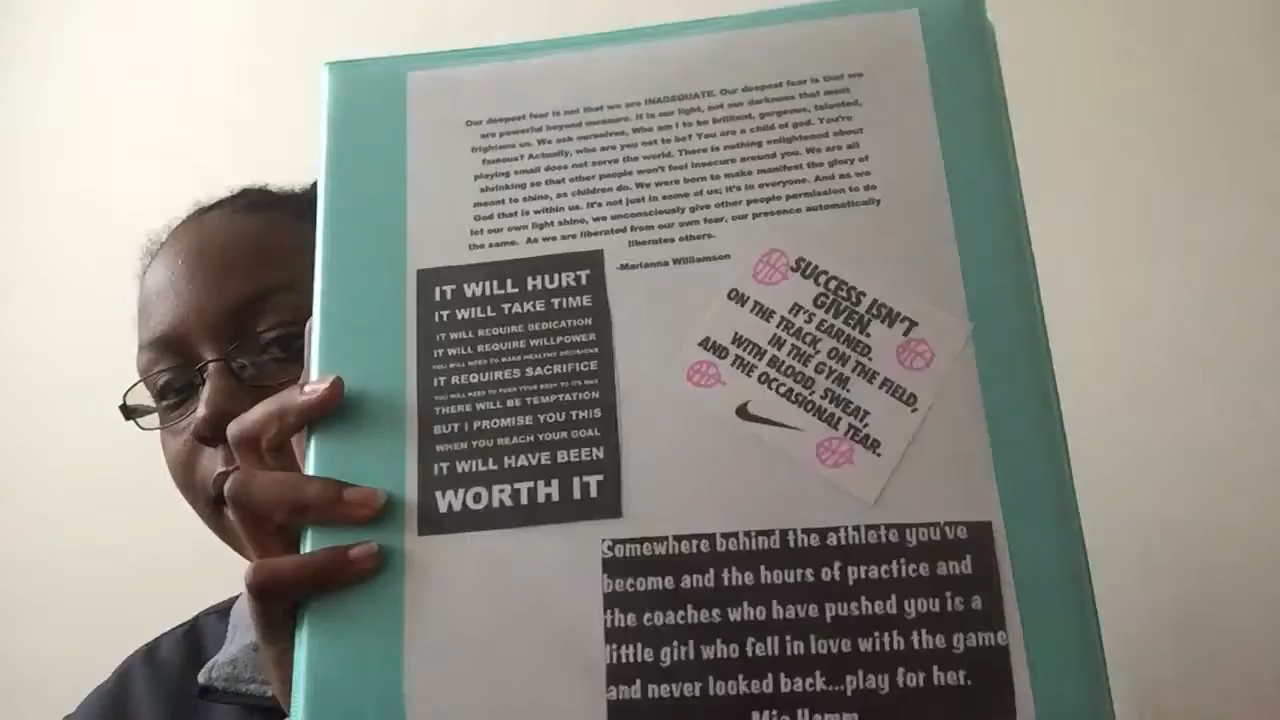 Our deepest fear is not that we are INADSQUATE. Our deepest fear is that we
are powerful beyond measure. It is our light, not our darkness that most
frightens us. We ask ourselves, Who am I to be brilliant, gorgeous, talented,
famous? Actually, who are you not to be? You are a child of god. You're
playing small does not serve the world. There is nothing enlightened about
shrinking so that other people won't feel insecure around you. We are all
meant to shine, as children do. We were born to make manifest the glory of
God that is within us. It's not just in some of us; it's in everyone. And as we
let our own light shine, we unconsciously give other people permission to do
the same. As we are liberated from our own fear, our presence automatically
liberates others.
-Marianna Williamson
IT WILL HURT
IT WILL TAKE TIME
IT WILL REQUIRE DEDICATION
IT WILL REQUIRE WILLPOWER
YOU WILL NEED TO MAKE HEALTHY DECISIONS
IT REQUIRES SACRIFICE
YOU WILL NEED TO PUSH YOUR BODY TO ITS MAX
THERE WILL BE TEMPTATION
BUT I PROMISE YOU THIS
WHEN YOU REACH YOUR GOAL
IT WILL HAVE BEEN
WORTH IT
SUCCESS ISN'T
GIVEN.
IT'S EARNED.
ON THE TRACK, ON THE FIELD,
IN THE GYM.
WITH BLOOD, SWEAT,
AND THE OCCASIONAL TEAR.
Somewhere behind the athlete you've
become and the hours of practice and
the coaches who have pushed you is a
little girl who fell in love with the game
and never looked back...play for her.
Mia Hamm